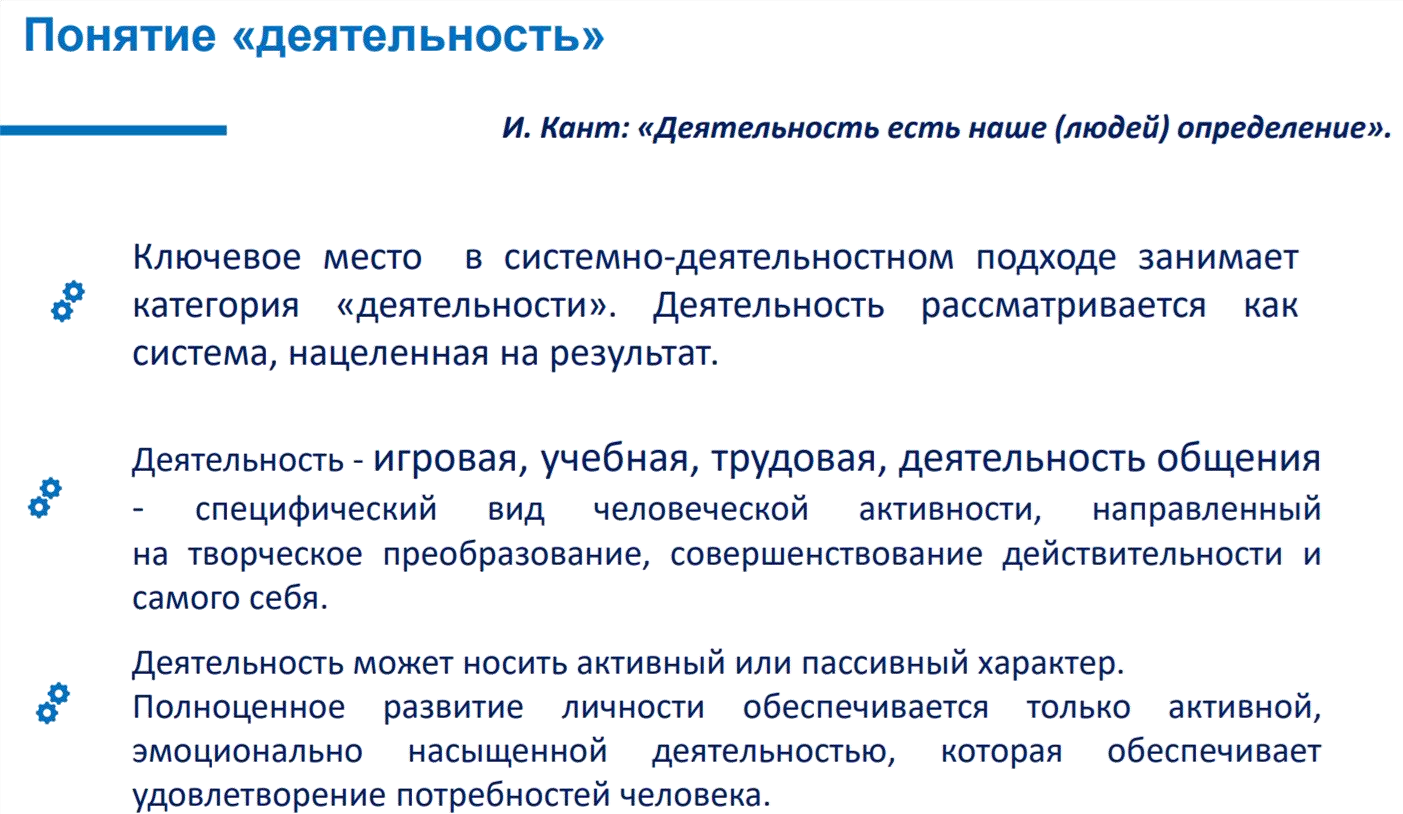 Понятие «деятельность»
И. Кант: «Деятельность есть наше (людей) определение».
Ключевое место в системно-деятельностном подходе занимает
категория «деятельности». Деятельность рассматривается как
система, нацеленная на результат.
Деятельность - игровая, учебная, трудовая, деятельность общения
- специфический вид человеческой активности, направленный
на творческое преобразование, совершенствование действительности и
самого себя.
Деятельность может носить активный или пассивный характер.
Полноценное развитие личности обеспечивается только активной,
эмоционально насыщенной деятельностью, которая обеспечивает
удовлетворение потребностей человека.